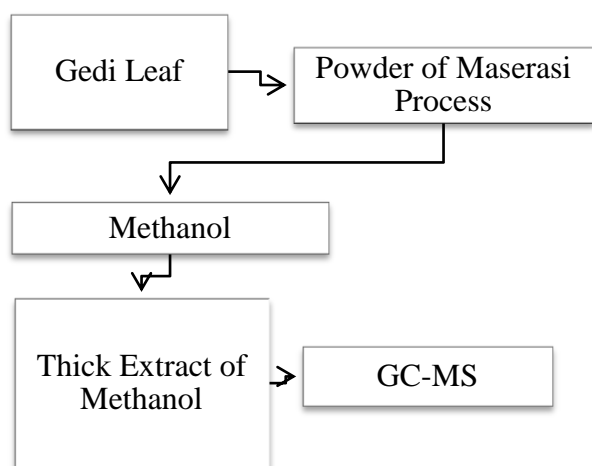 Gedi Leaf
Powder of Maserasi
Process
Methanol
Thick Extract of
Methanol
GC-MS